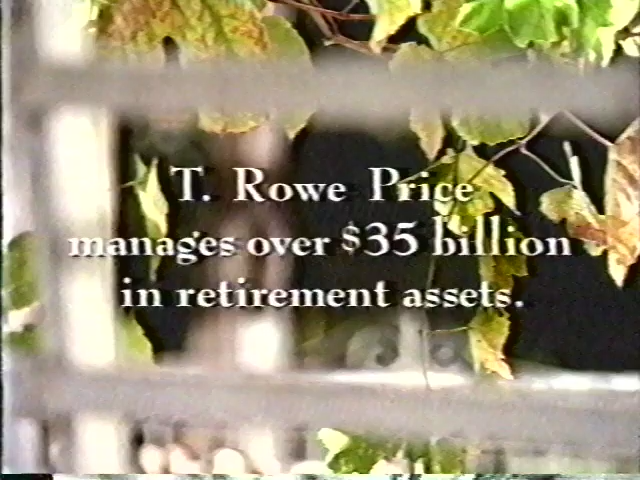 T. Rowe Price
manages over $35 billion
in retirement assets.